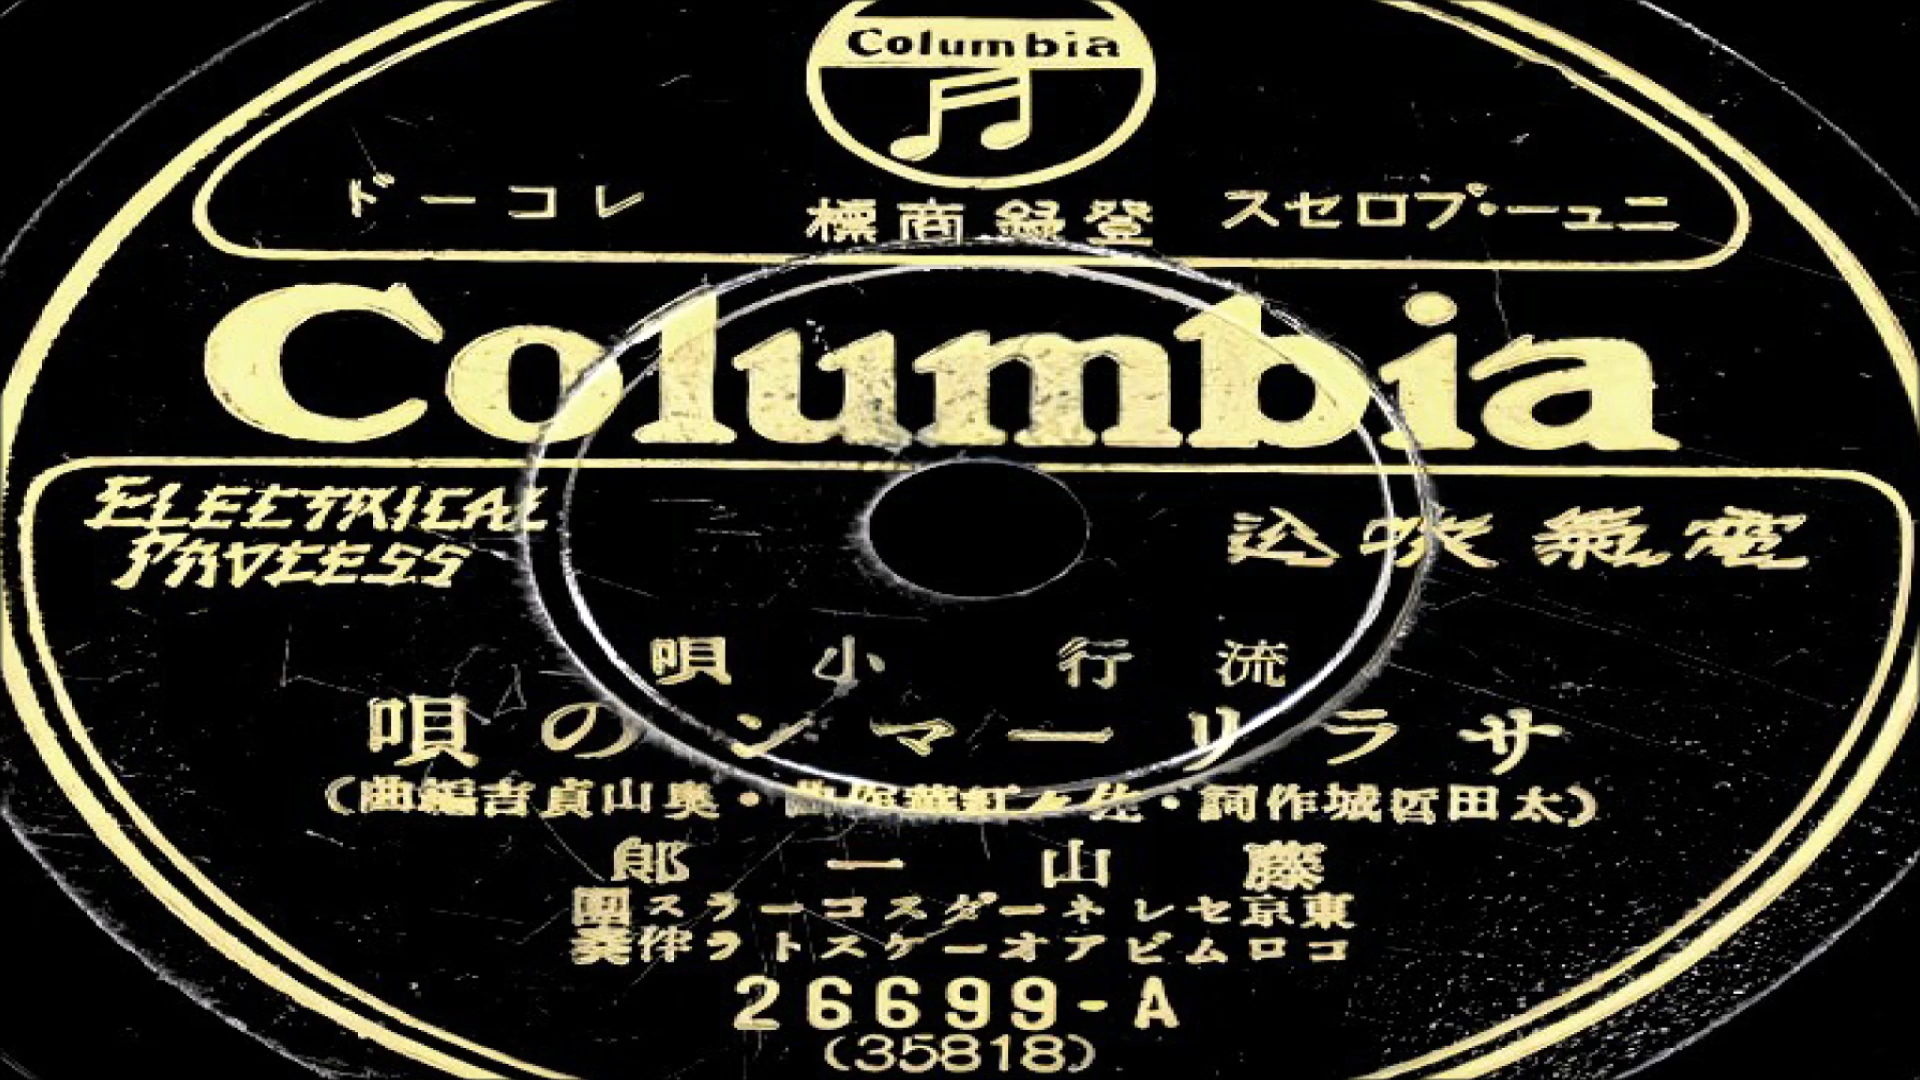 Columbia
ニュー・プロセス 登録商標 レコード
Columbia
ELECTRICAL
PROCESS
電氣吹込
流行小唄
サラリーマンの唄
(太田哲城作詞・佐々紅華作曲・奥山貞吉編曲)
藤山一郎
東京セレネーダスコーラス團
コロムビアオーケストラ伴奏
26699-A
(35818)